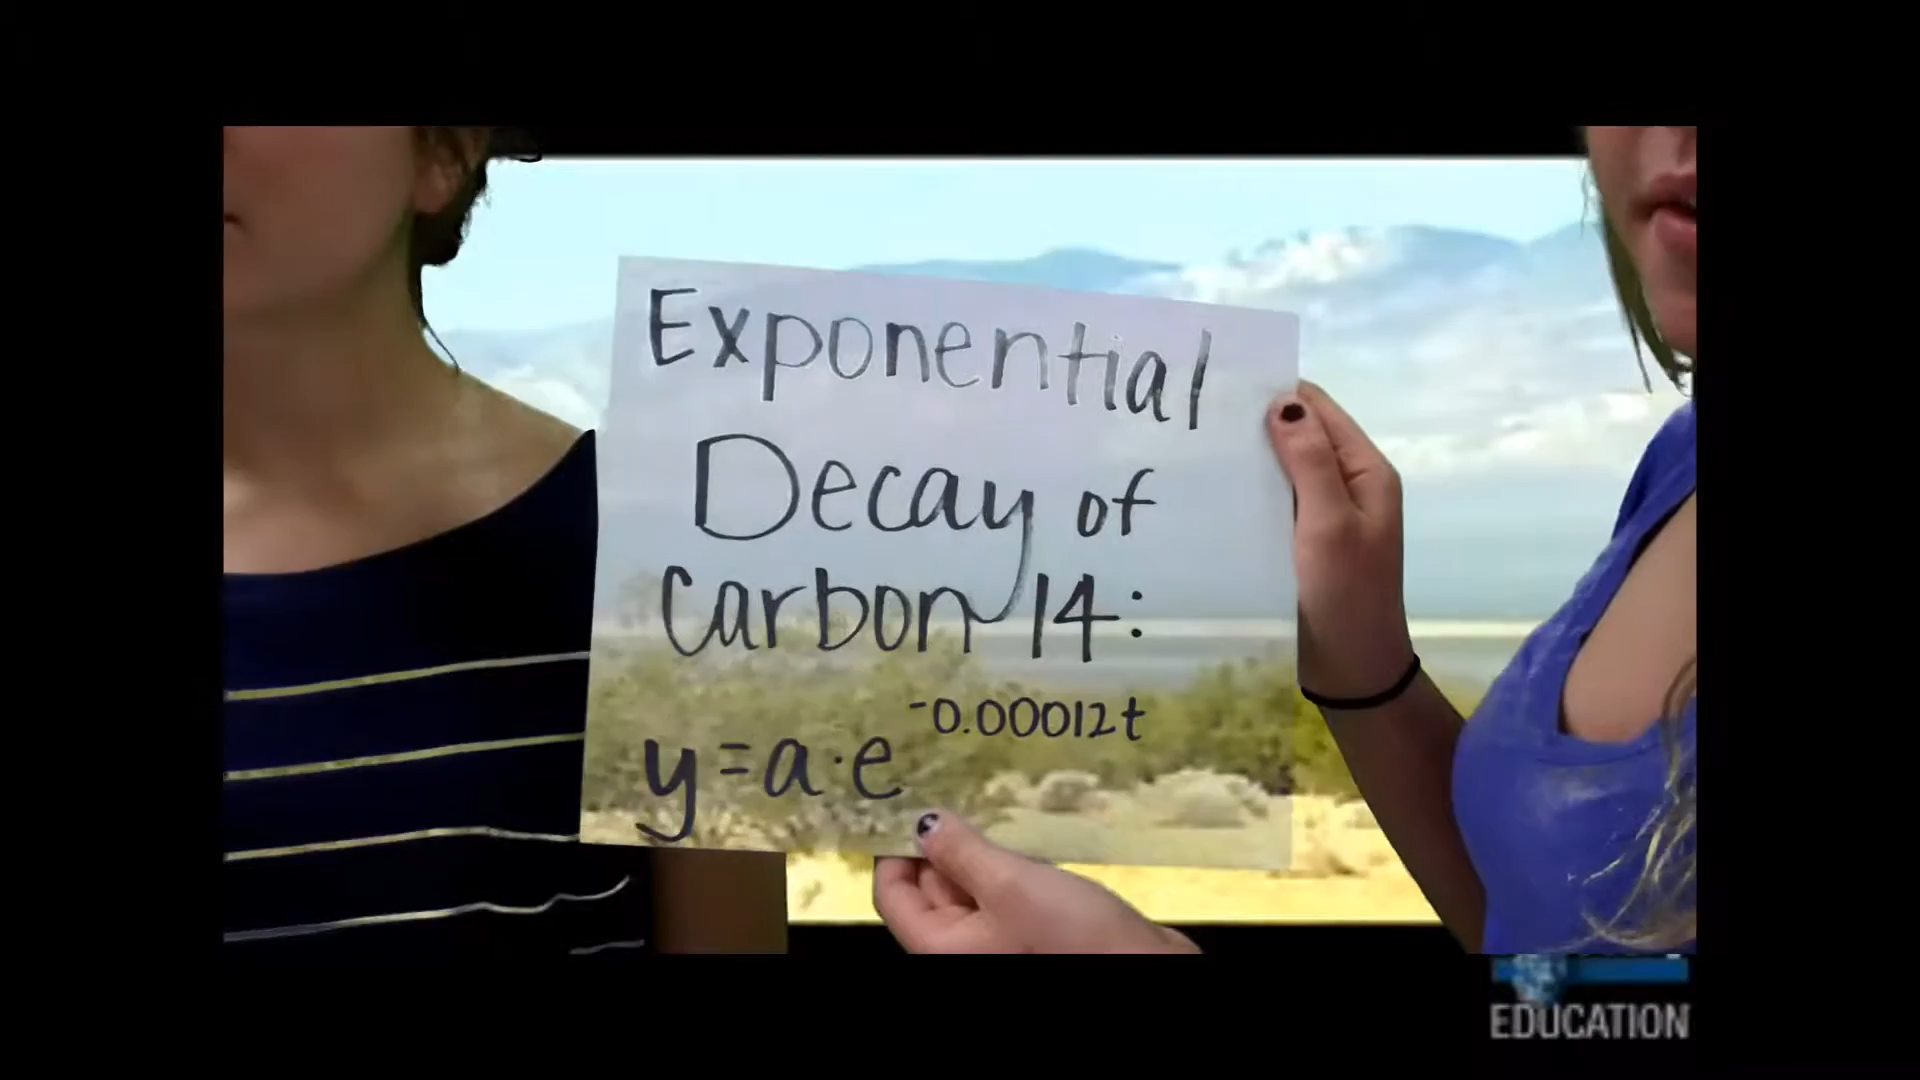 Exponential
Decay of
Carbon 14:
y=a·e^-0.00012t
EDUCATION